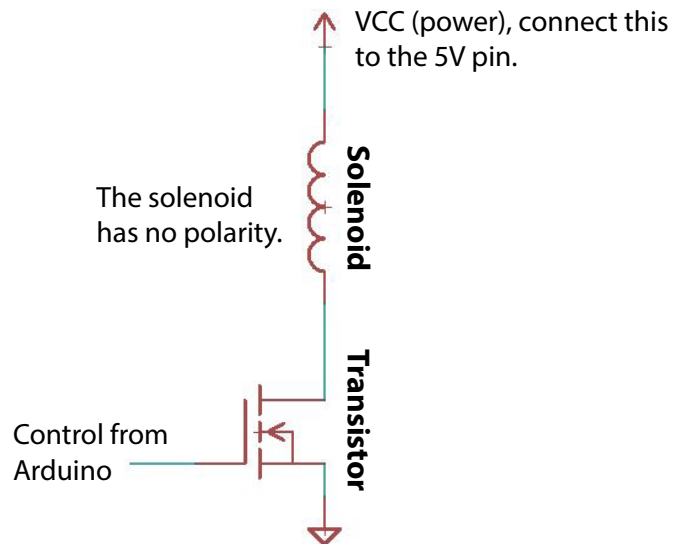 VCC (power), connect this
to the 5V pin.
Solenoid
The solenoid
has no polarity.
Transistor
Control from
Arduino